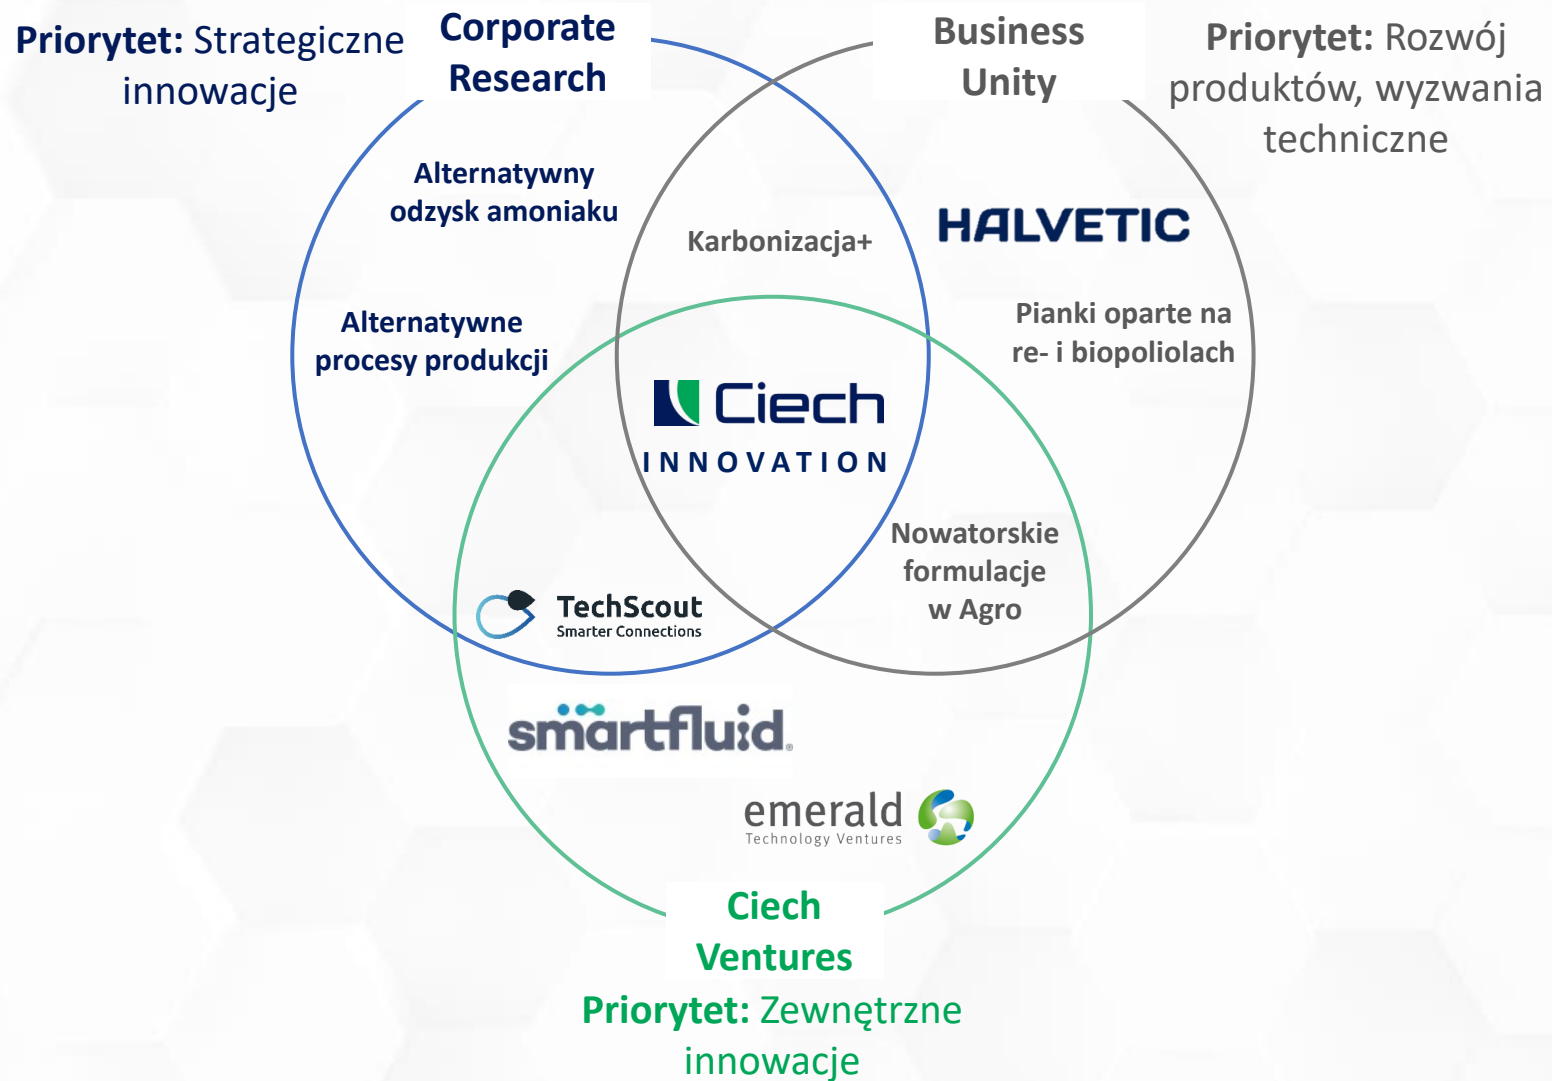 Priorytet: Strategiczne
innowacje
Corporate
Research
Business
Unity
Priorytet: Rozwój
produktów, wyzwania
techniczne
Alternatywny
odzysk amoniaku
Karbonizacja+
HALVETIC
Alternatywne
procesy produkcji
Pianki oparte na
re- i biopoliolach
Ciech
INNOVATION
Nowatorskie
formulacje
w Agro
TechScout
Smarter Connections
smartfluid®
emerald
Technology Ventures
Ciech
Ventures
Priorytet: Zewnętrzne
innowacje